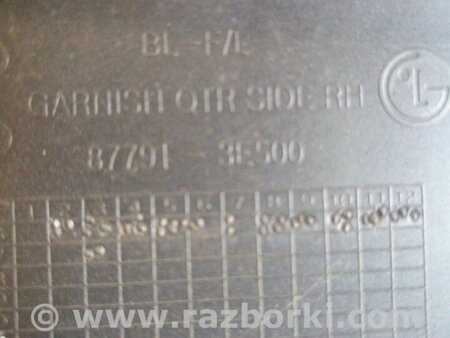 BL-F/L
GARNISH QTR SIDE RH
87791 - 3E500
1 2 3 4 5 6 7 8 9 10 11 12
© www.razborki.com